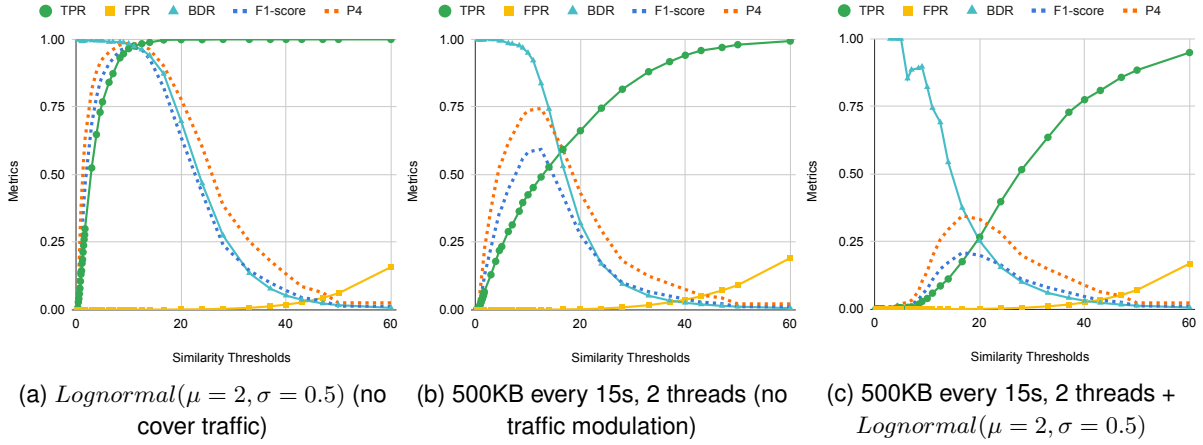 TPR FPR BDR F1-score P4
1.00
0.75
0.50
0.25
0.00
0 20 40 60
Metrics
Similarity Thresholds
(a) Lognormal(μ = 2, σ = 0.5) (no
cover traffic)
TPR FPR BDR F1-score P4
1.00
0.75
0.50
0.25
0.00
0 20 40 60
Metrics
Similarity Thresholds
(b) 500KB every 15s, 2 threads (no
traffic modulation)
TPR FPR BDR F1-score P4
1.00
0.75
0.50
0.25
0.00
0 20 40 60
Metrics
Similarity Thresholds
(c) 500KB every 15s, 2 threads +
Lognormal(μ = 2, σ = 0.5)